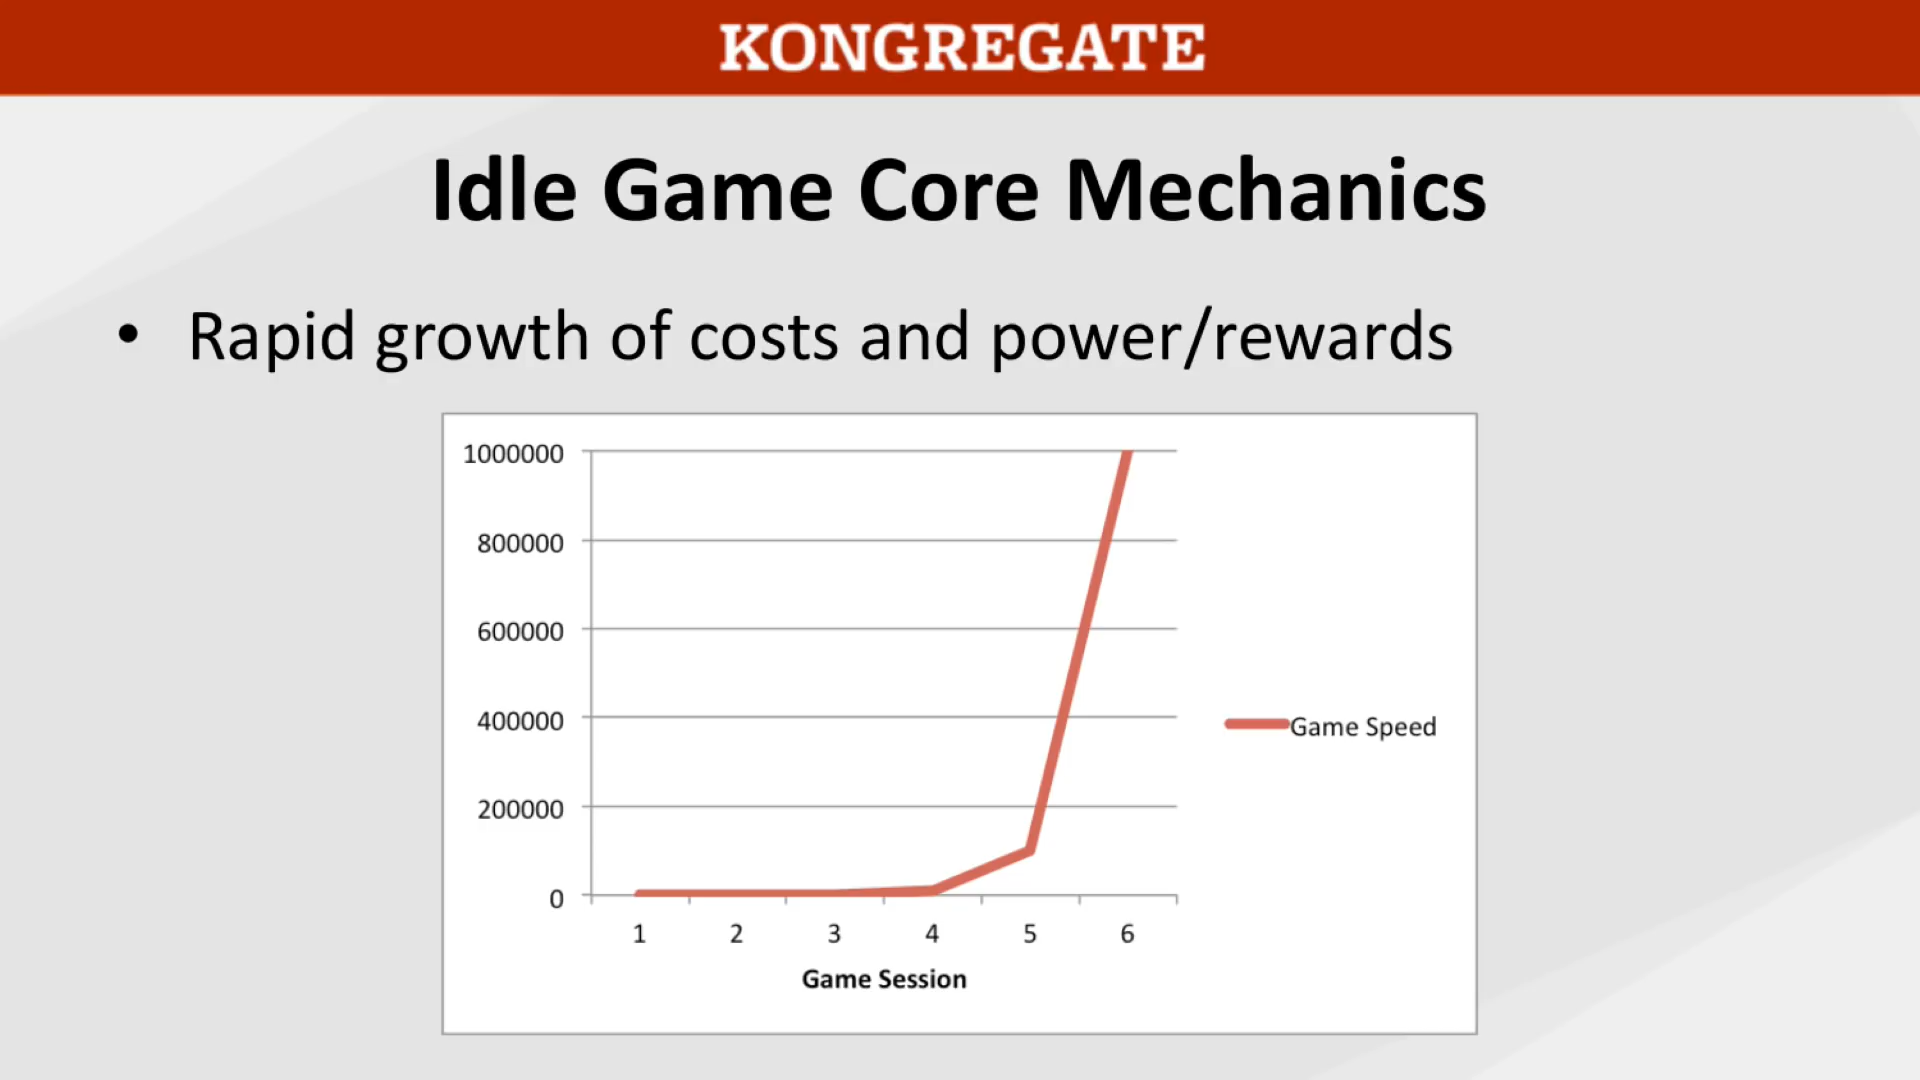 KONGREGATE
Idle Game Core Mechanics
• Rapid growth of costs and power/rewards
1000000
800000
600000
400000
200000
0
1 2 3 4 5 6
Game Session
Game Speed